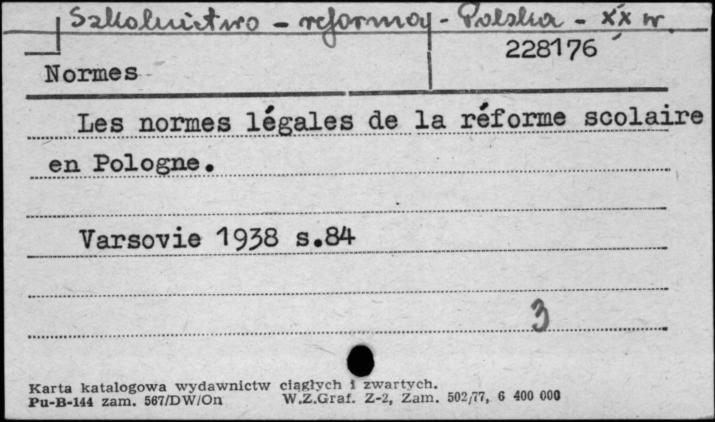 Szkolnictwo - reformy - Polska - XX w.
228176
Normes
Les normes légales de la réforme scolaire
en Pologne.
Varsovie 1938 s.84
3
Karta katalogowa wydawnictw ciągłych i zwartych.
Pu-B-144 zam. 567/DW/On W.Z.Graf. Z-2, Zam. 502/77, 6 400 000